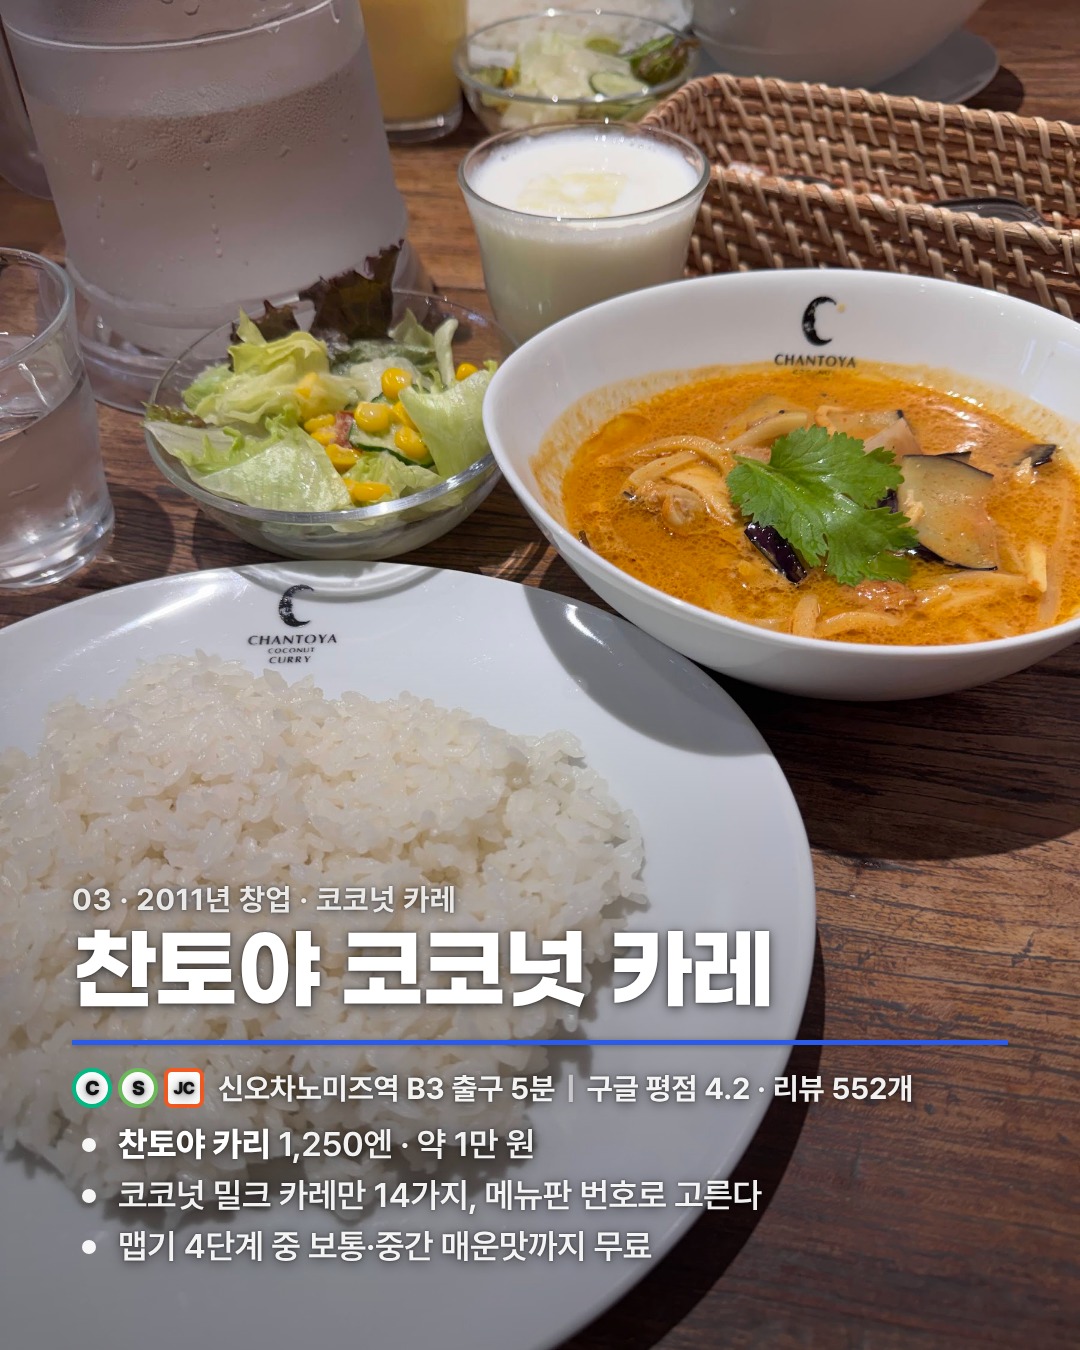 CHANTOYA
CHANTOYA
COCONUT
CURRY
03 · 2011년 창업 · 코코넛 카레
찬토야 코코넛 카레
C S JC 신오차노미즈역 B3 출구 5분 | 구글 평점 4.2 · 리뷰 552개
• 찬토야 카리 1,250엔 · 약 1만 원
• 코코넛 밀크 카레만 14가지, 메뉴판 번호로 고른다
• 맵기 4단계 중 보통·중간 매운맛까지 무료